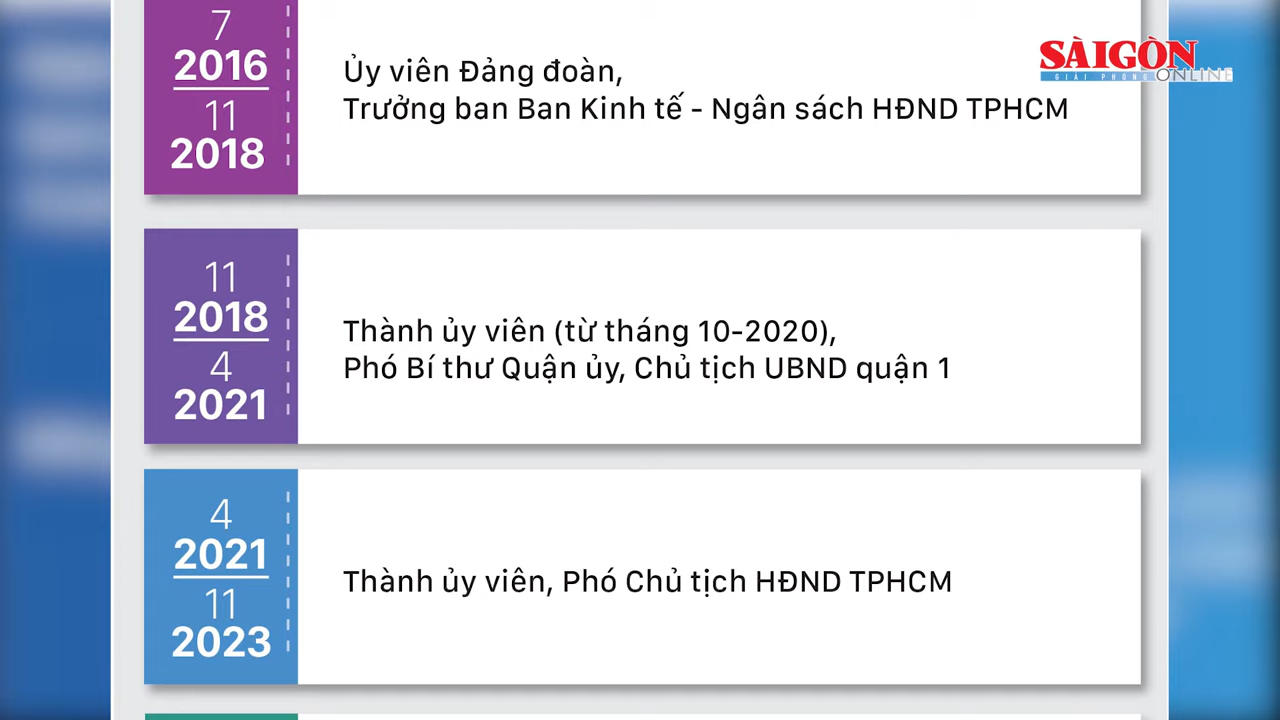 SÀIGÒN
GIẢI PHÓNG ONLINE
7
2016
11
2018
Ủy viên Đảng đoàn,
Trưởng ban Ban Kinh tế - Ngân sách HĐND TPHCM
11
2018
4
2021
Thành ủy viên (từ tháng 10-2020),
Phó Bí thư Quận ủy, Chủ tịch UBND quận 1
4
2021
11
2023
Thành ủy viên, Phó Chủ tịch HĐND TPHCM